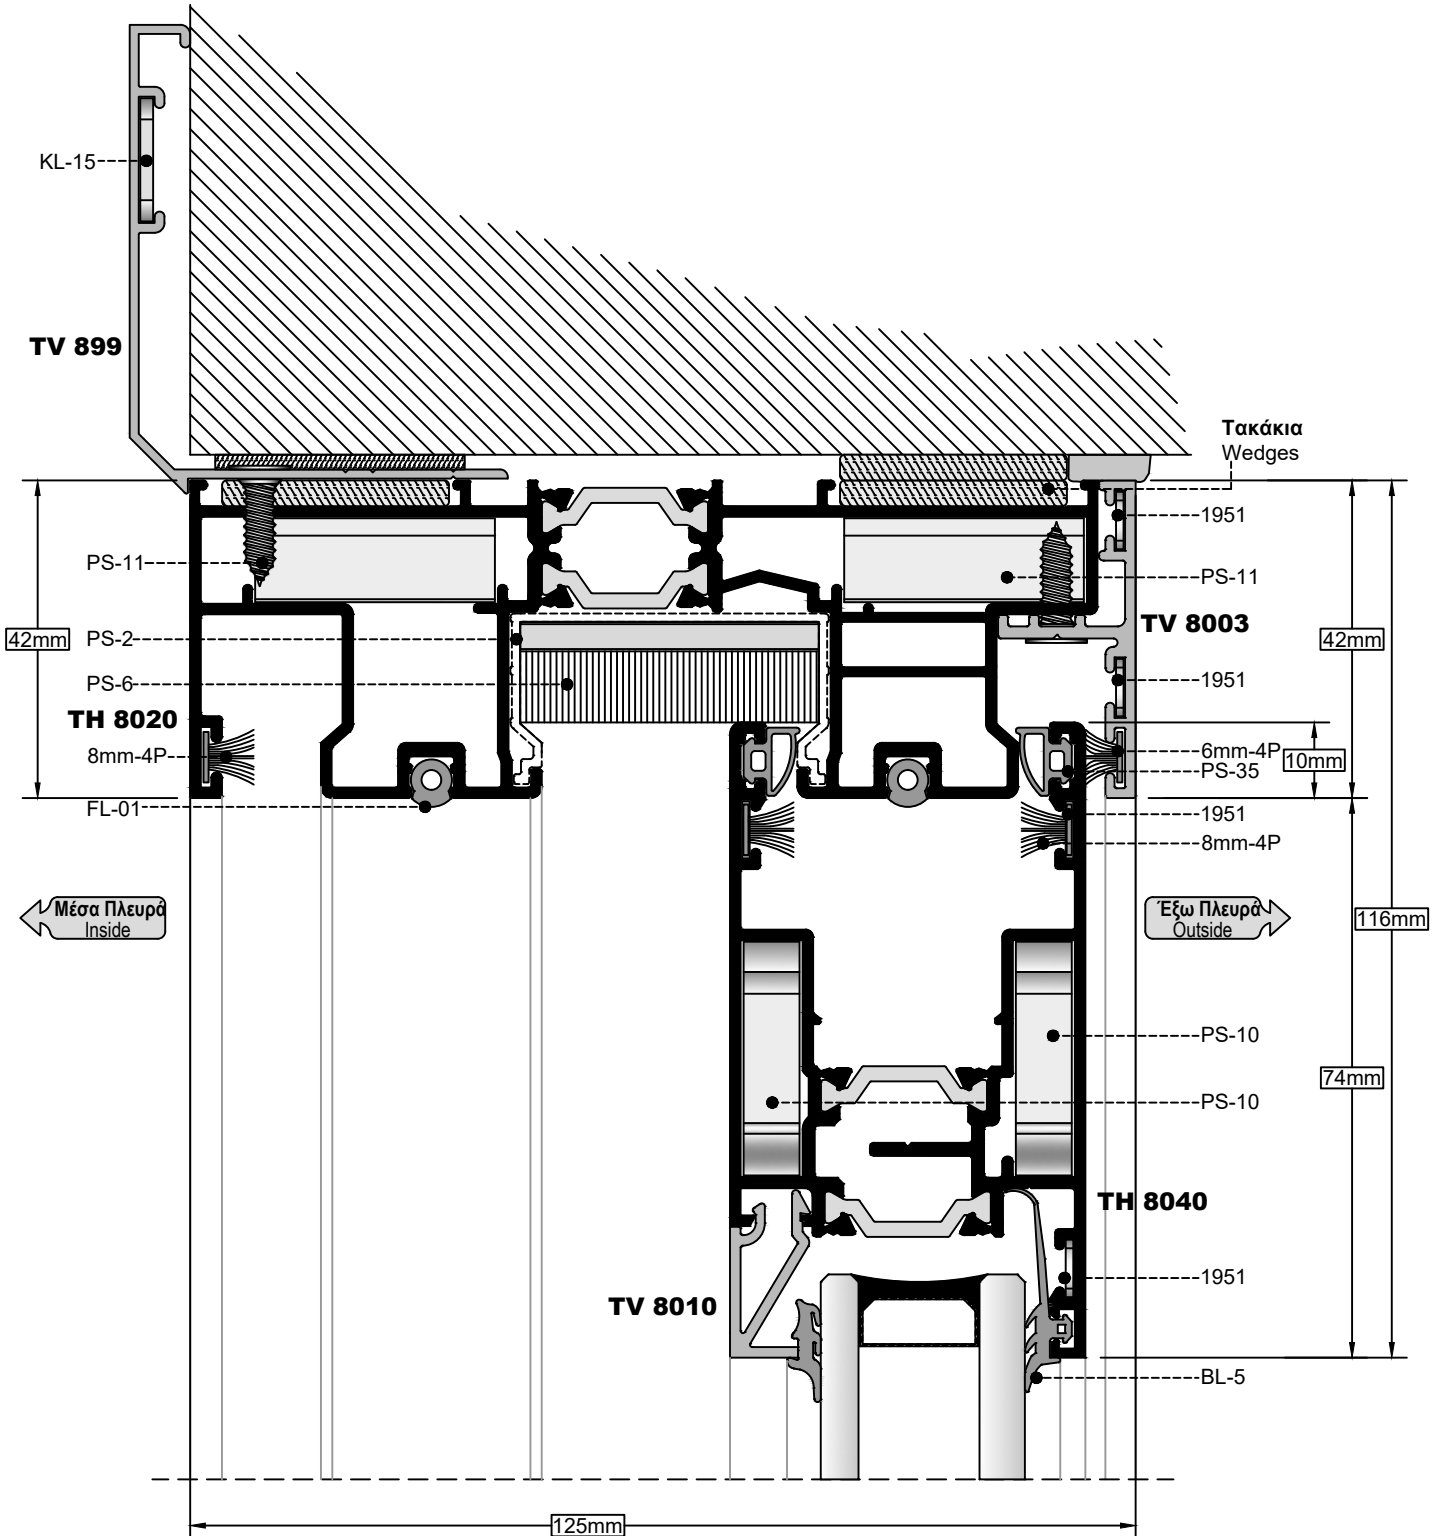 KL-15
TV 899
Τακάκια
Wedges
1951
PS-11
PS-11
TV 8003
42mm
PS-2
42mm
PS-6
1951
TH 8020
8mm-4P
6mm-4P
10mm
PS-35
FL-01
1951
8mm-4P
Μέσα Πλευρά
Inside
Έξω Πλευρά
Outside
116mm
PS-10
74mm
PS-10
TH 8040
1951
TV 8010
BL-5
125mm